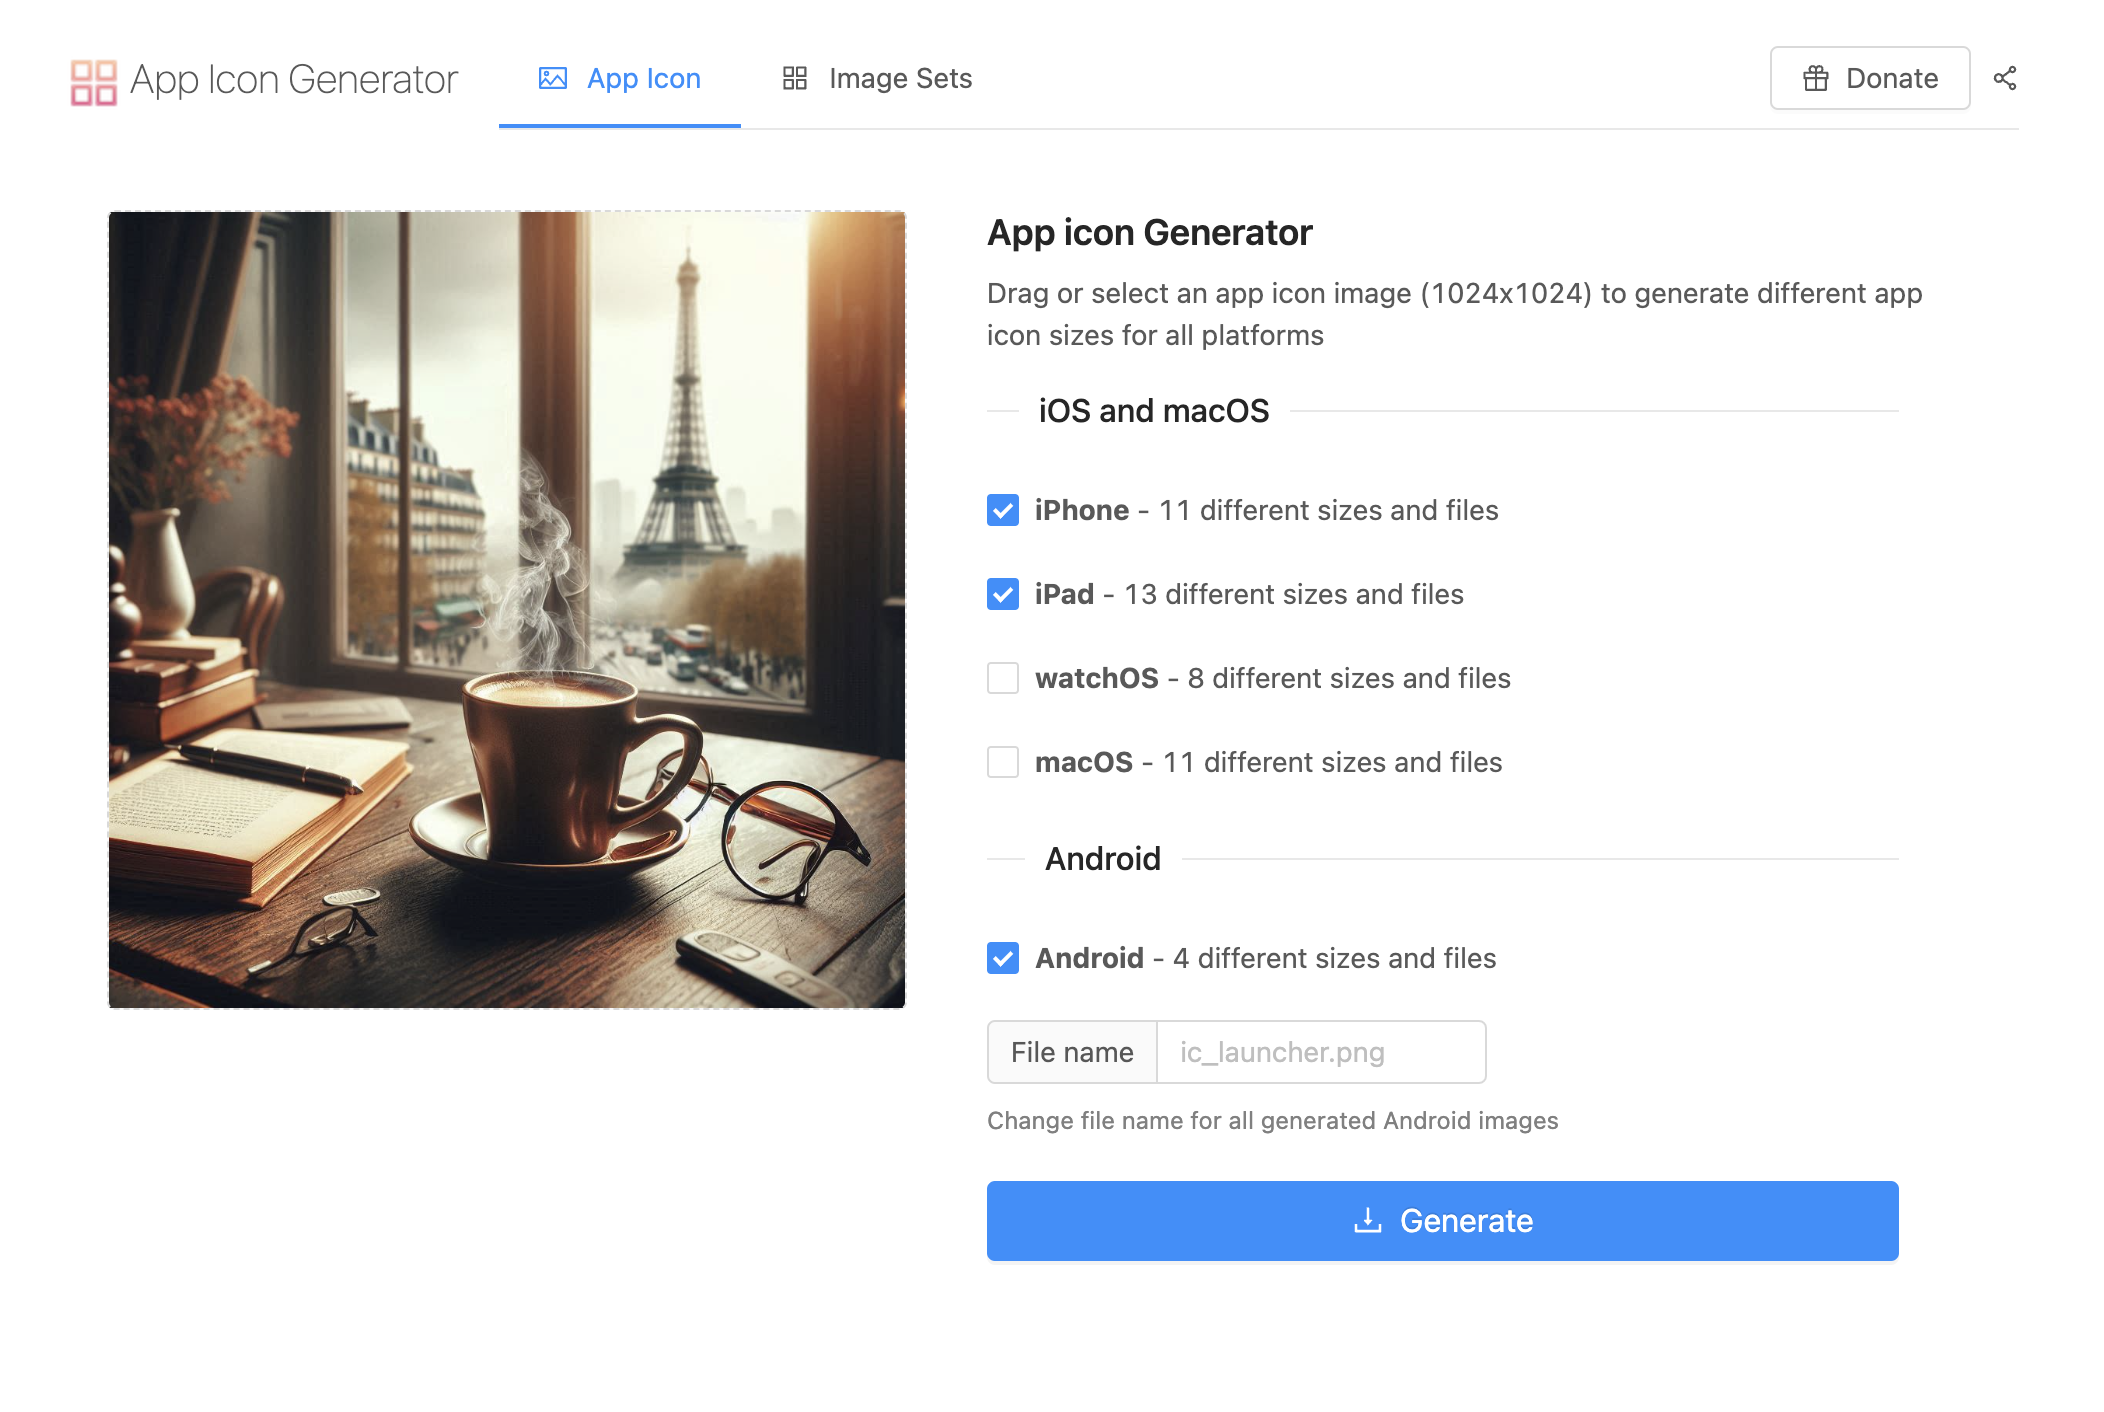 App Icon Generator
App Icon
Image Sets
Donate
App icon Generator
Drag or select an app icon image (1024x1024) to generate different app
icon sizes for all platforms
iOS and macOS
iPhone - 11 different sizes and files
iPad - 13 different sizes and files
watchOS - 8 different sizes and files
macOS - 11 different sizes and files
Android
Android - 4 different sizes and files
File name
ic_launcher.png
Change file name for all generated Android images
Generate